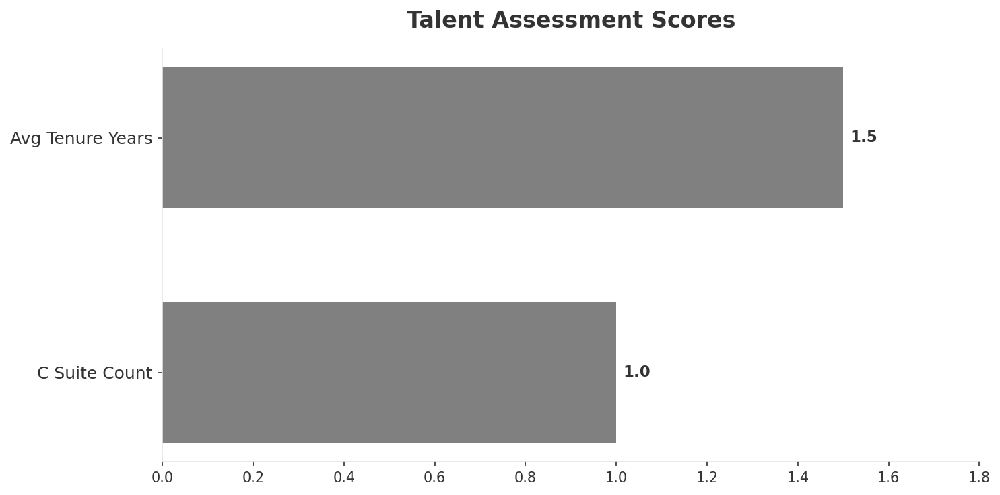 Talent Assessment Scores
Avg Tenure Years
1.5
C Suite Count
1.0
0.0 0.2 0.4 0.6 0.8 1.0 1.2 1.4 1.6 1.8